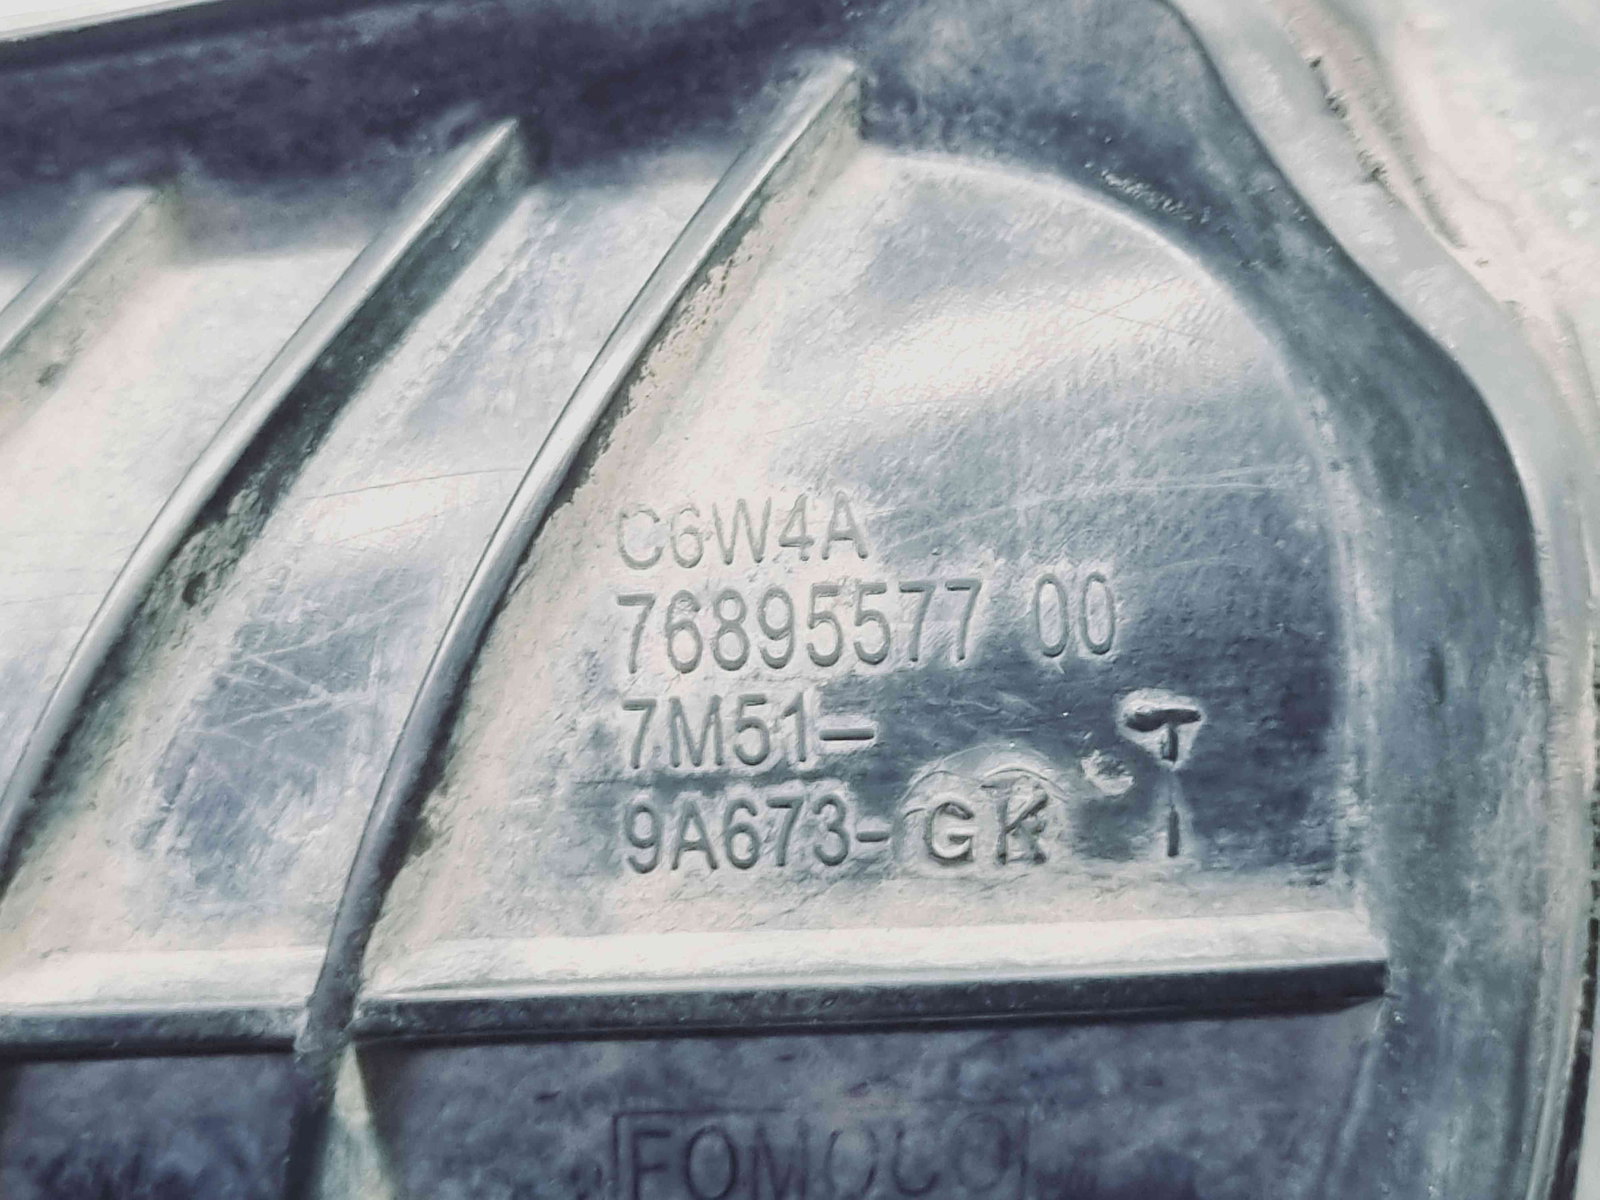 C6W4A
76895577 00
7M51-
9A673-GK
T
I
FOMOCO